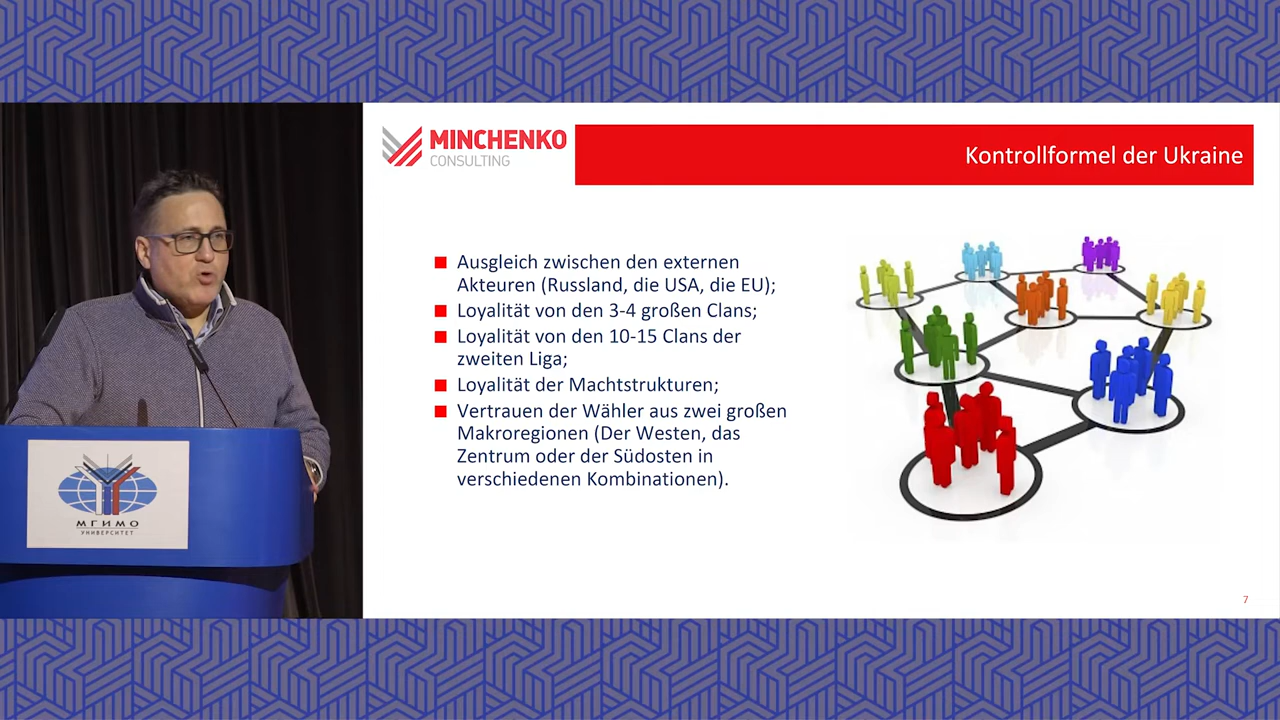 MINCHENKO
CONSULTING
Kontrollformel der Ukraine
Ausgleich zwischen den externen
Akteuren (Russland, die USA, die EU);
Loyalität von den 3-4 großen Clans;
Loyalität von den 10-15 Clans der
zweiten Liga;
Loyalität der Machtstrukturen;
Vertrauen der Wähler aus zwei großen
Makroregionen (Der Westen, das
Zentrum oder der Südosten in
verschiedenen Kombinationen).
7
МГИМО
УНИВЕРСИТЕТ